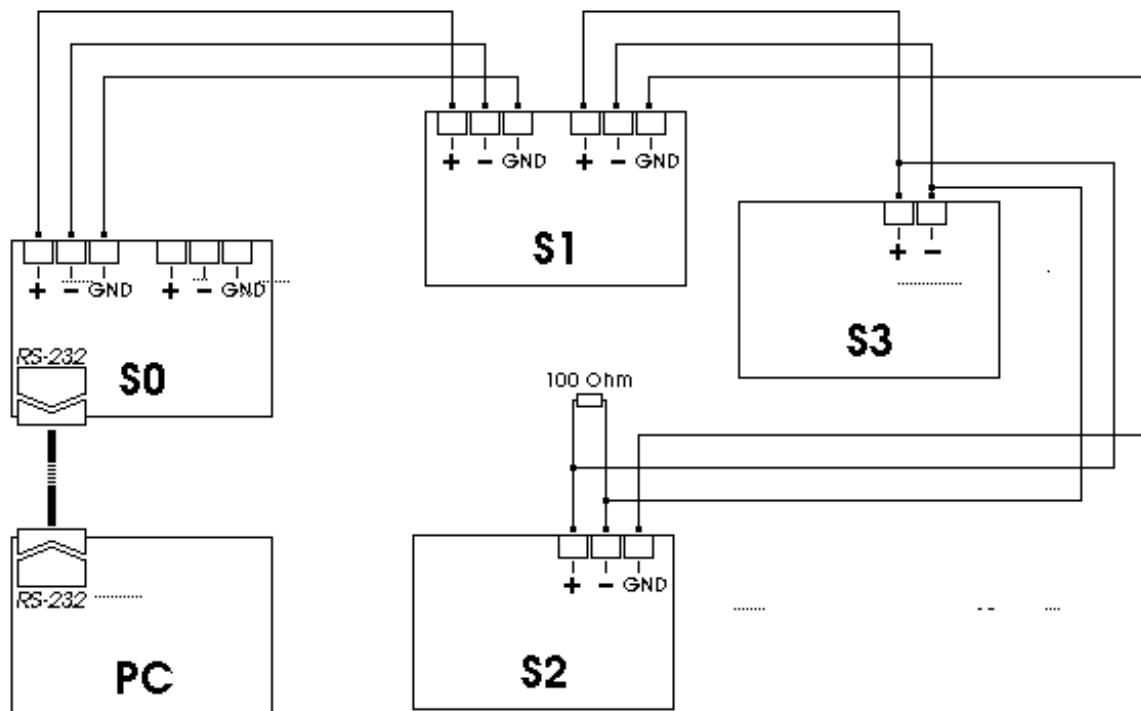 + − GND + − GND
S1
+ − GND + − GND
+ −
RS-232
S0
S3
100 Ohm
+ − GND
RS-232
PC
S2